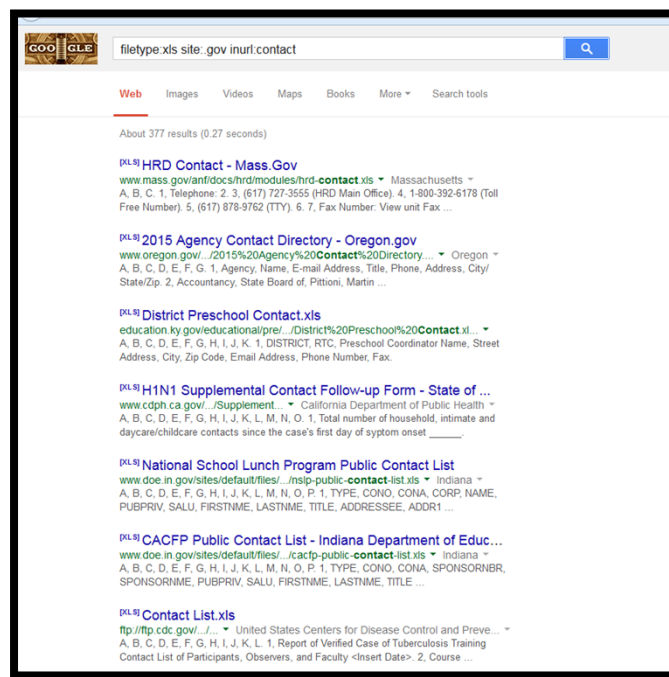 GOO GLE
filetype:xls site:.gov inurl:contact
Web Images Videos Maps Books More Search tools
About 377 results (0.27 seconds)
[XLS] HRD Contact - Mass.Gov
www.mass.gov/anf/docs/hrd/modules/hrd-contact.xls Massachusetts
A, B, C. 1, Telephone: 2. 3, (617) 727-3555 (HRD Main Office). 4, 1-800-392-6178 (Toll
Free Number). 5, (617) 878-9762 (TTY). 6. 7, Fax Number: View unit Fax ...
[XLS] 2015 Agency Contact Directory - Oregon.gov
www.oregon.gov/.../2015%20Agency%20Contact%20Directory.... Oregon
A, B, C, D, E, F, G. 1, Agency, Name, E-mail Address, Title, Phone, Address, City/
State/Zip. 2, Accountancy, State Board of, Pittioni, Martin ...
[XLS] District Preschool Contact.xls
education.ky.gov/educational/pre/.../District%20Preschool%20Contact.xl...
A, B, C, D, E, F, G, H, I, J, K. 1, DISTRICT, RTC, Preschool Coordinator Name, Street
Address, City, Zip Code, Email Address, Phone Number, Fax.
[XLS] H1N1 Supplemental Contact Follow-up Form - State of ...
www.cdph.ca.gov/.../Supplement... California Department of Public Health
A, B, C, D, E, F, G, H, I, J, K, L, M, N, O. 1, Total number of household, intimate and
daycare/childcare contacts since the case's first day of syptom onset ______.
[XLS] National School Lunch Program Public Contact List
www.doe.in.gov/sites/default/files/.../nslp-public-contact-list.xls Indiana
A, B, C, D, E, F, G, H, I, J, K, L, M, N, O, P. 1, TYPE, CONO, CONA, CORP, NAME,
PUBPRIV, SALU, FIRSTNME, LASTNME, TITLE, ADDRESSEE, ADDR1 ...
[XLS] CACFP Public Contact List - Indiana Department of Educ...
www.doe.in.gov/sites/default/files/.../cacfp-public-contact-list.xls Indiana
A, B, C, D, E, F, G, H, I, J, K, L, M, N, O, P. 1, TYPE, CONO, CONA, SPONSORNBR,
SPONSORNME, PUBPRIV, SALU, FIRSTNME, LASTNME, TITLE ...
[XLS] Contact List.xls
ftp://ftp.cdc.gov/.../... United States Centers for Disease Control and Preve...
A, B, C, D, E, F, G, H, I, J, K, L. 1, Report of Verified Case of Tuberculosis Training
Contact List of Participants, Observers, and Faculty <Insert Date>. 2, Course ...